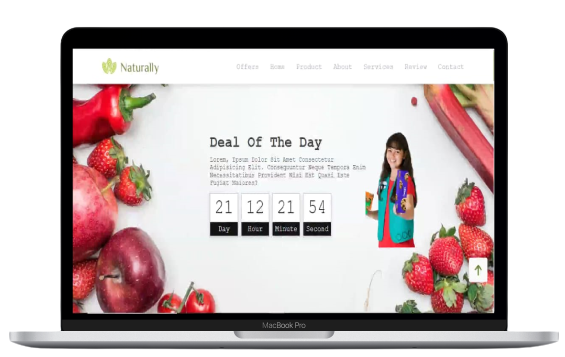 Naturally
Offers Home Product About Services Review Contact
Deal Of The Day
Lorem, Ipsum Dolor Sit Amet Consectetur
Adipisicing Elit. Consequuntur Neque Tempora Enim
Necessitatibus Provident Nisi Est Quasi Iste
Fugiat Maiores?
21 12 21 54
Day Hour Minute Second
MacBook Pro